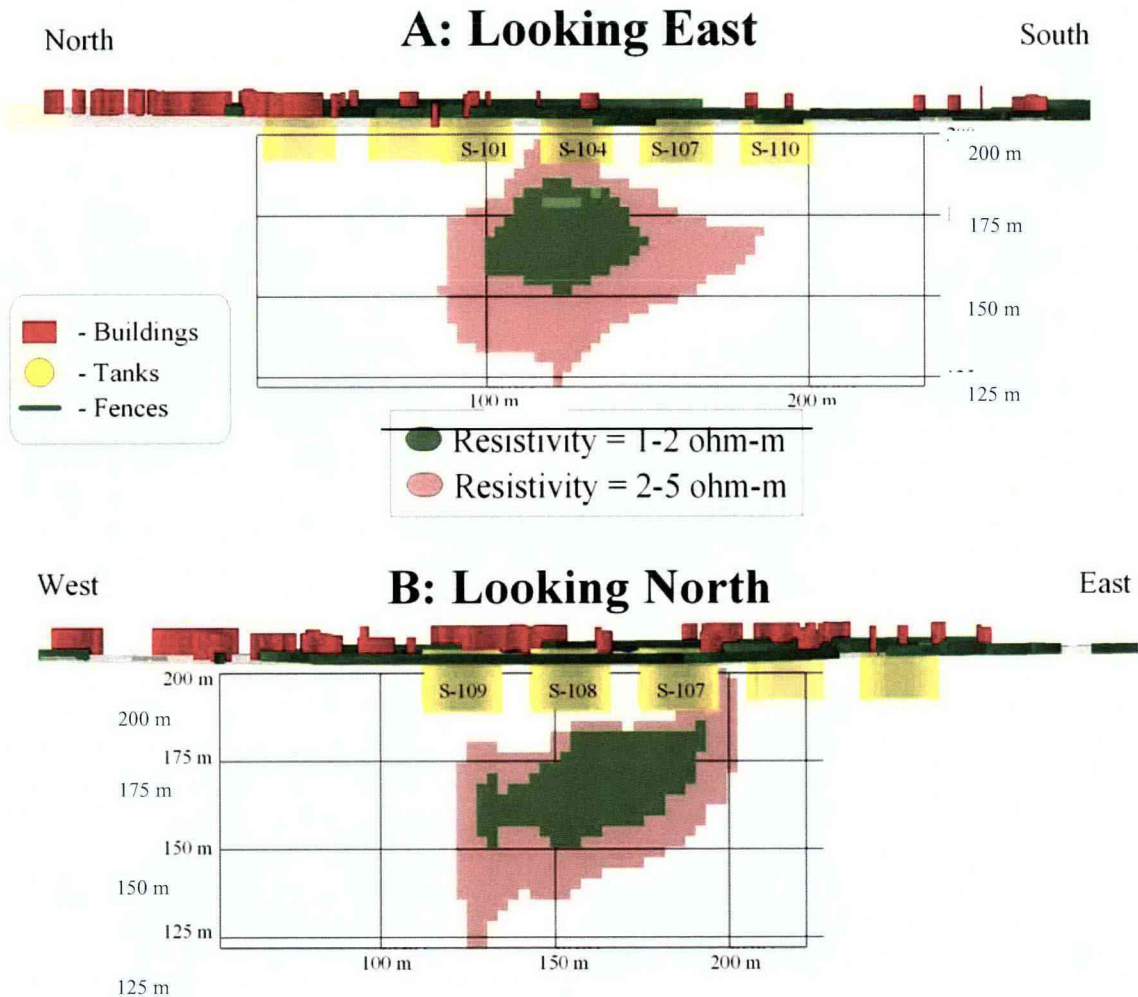 A: Looking East
North
South
S-101
S-104
S-107
S-110
200 m
175 m
150 m
125 m
100 m
200 m
- Buildings
- Tanks
- Fences
Resistivity = 1-2 ohm-m
Resistivity = 2-5 ohm-m
B: Looking North
West
East
S-109
S-108
S-107
200 m
200 m
175 m
175 m
150 m
150 m
125 m
125 m
100 m
150 m
200 m